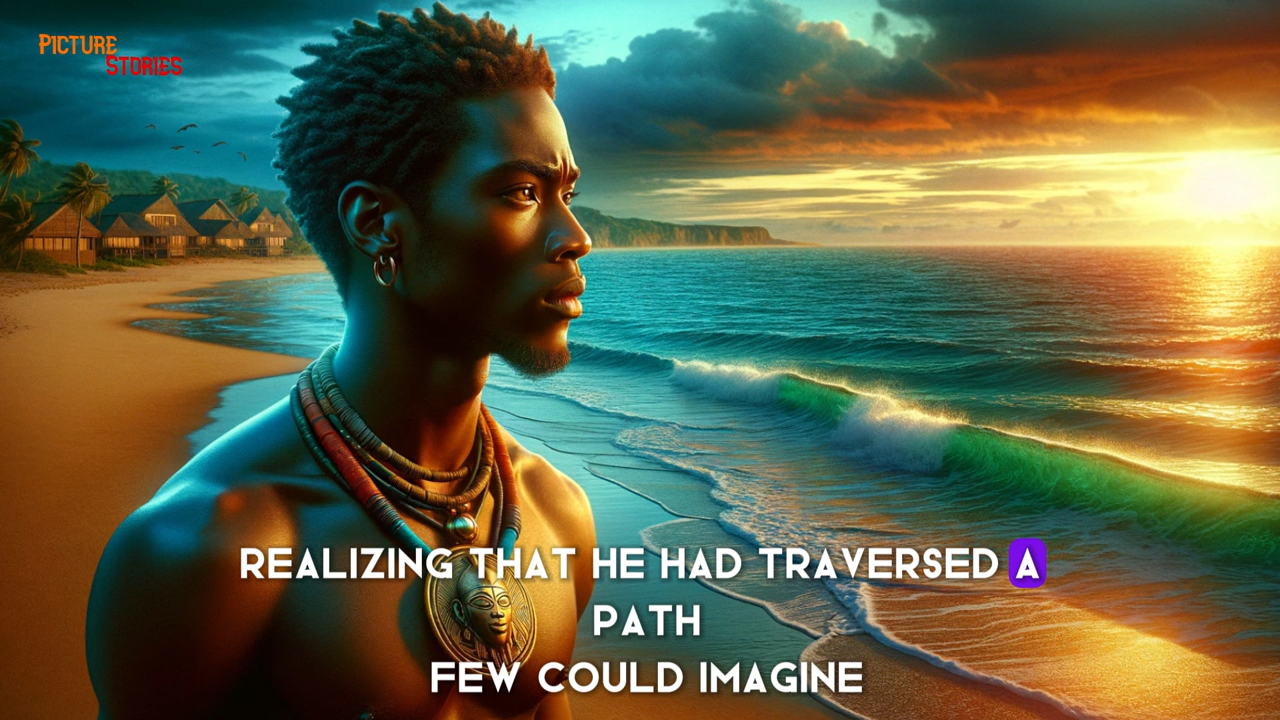 PICTURE
STORIES
REALIZING THAT HE HAD TRAVERSED A
PATH
FEW COULD IMAGINE